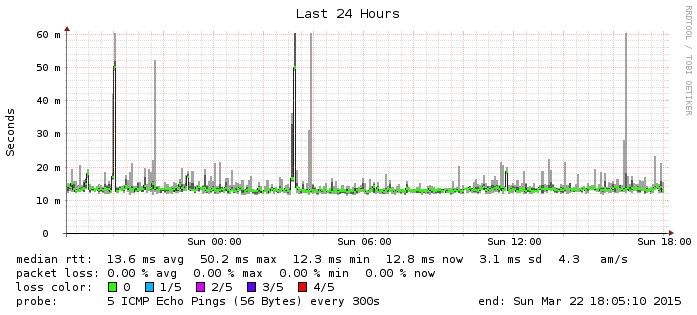 Last 24 Hours
RRDTOOL / TOBI OETIKER
Seconds
60 m
50 m
40 m
30 m
20 m
10 m
0
Sun 00:00 Sun 06:00 Sun 12:00 Sun 18:00
median rtt: 13.6 ms avg 50.2 ms max 12.3 ms min 12.8 ms now 3.1 ms sd 4.3 am/s
packet loss: 0.00 % avg 0.00 % max 0.00 % min 0.00 % now
loss color: 0 1/5 2/5 3/5 4/5
probe: 5 ICMP Echo Pings (56 Bytes) every 300s end: Sun Mar 22 18:05:10 2015